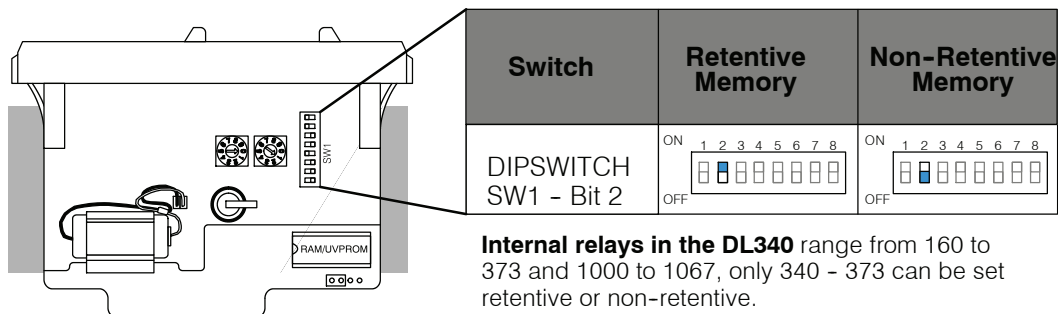 Switch
Retentive
Memory
Non-Retentive
Memory
DIPSWITCH
SW1 - Bit 2
ON
1 2 3 4 5 6 7 8
OFF
ON
1 2 3 4 5 6 7 8
OFF
SW1
RAM/UVPROM
Internal relays in the DL340 range from 160 to
373 and 1000 to 1067, only 340 - 373 can be set
retentive or non-retentive.